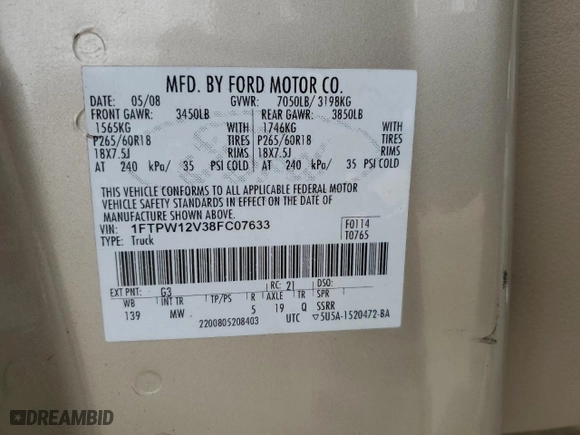 MFD. BY FORD MOTOR CO.
DATE: 05/08 GVWR: 7050LB/ 3198KG
FRONT GAWR: 3450LB REAR GAWR: 3850LB
1565KG WITH 1746KG WITH
P265/60R18 TIRES P265/60R18 TIRES
18X7.5J RIMS 18X7.5J RIMS
AT 240 kPa/ 35 PSI COLD AT 240 kPa/ 35 PSI COLD
THIS VEHICLE CONFORMS TO ALL APPLICABLE FEDERAL MOTOR
VEHICLE SAFETY STANDARDS IN EFFECT ON THE DATE OF
MANUFACTURE SHOWN ABOVE.
VIN: 1FTPW12V38FC07633 F0114
TYPE: Truck T0765
EXT PNT: G3 RC: 21 DSO:
WB INT TR TP/PS R AXLE TR SPR
139 MW 5 19 Q SSRR
2200805208403 UTC ▽5U5A-1520472-BA
DREAMBID